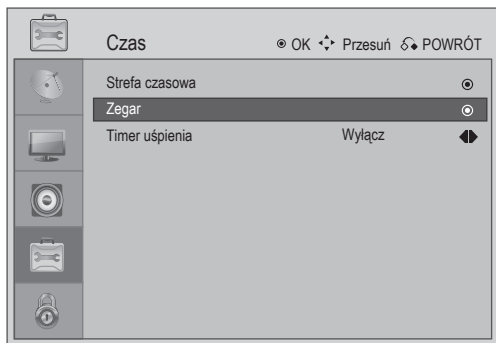 Czas OK Przesuń POWRÓT
Strefa czasowa
Zegar
Timer uśpienia Wyłącz